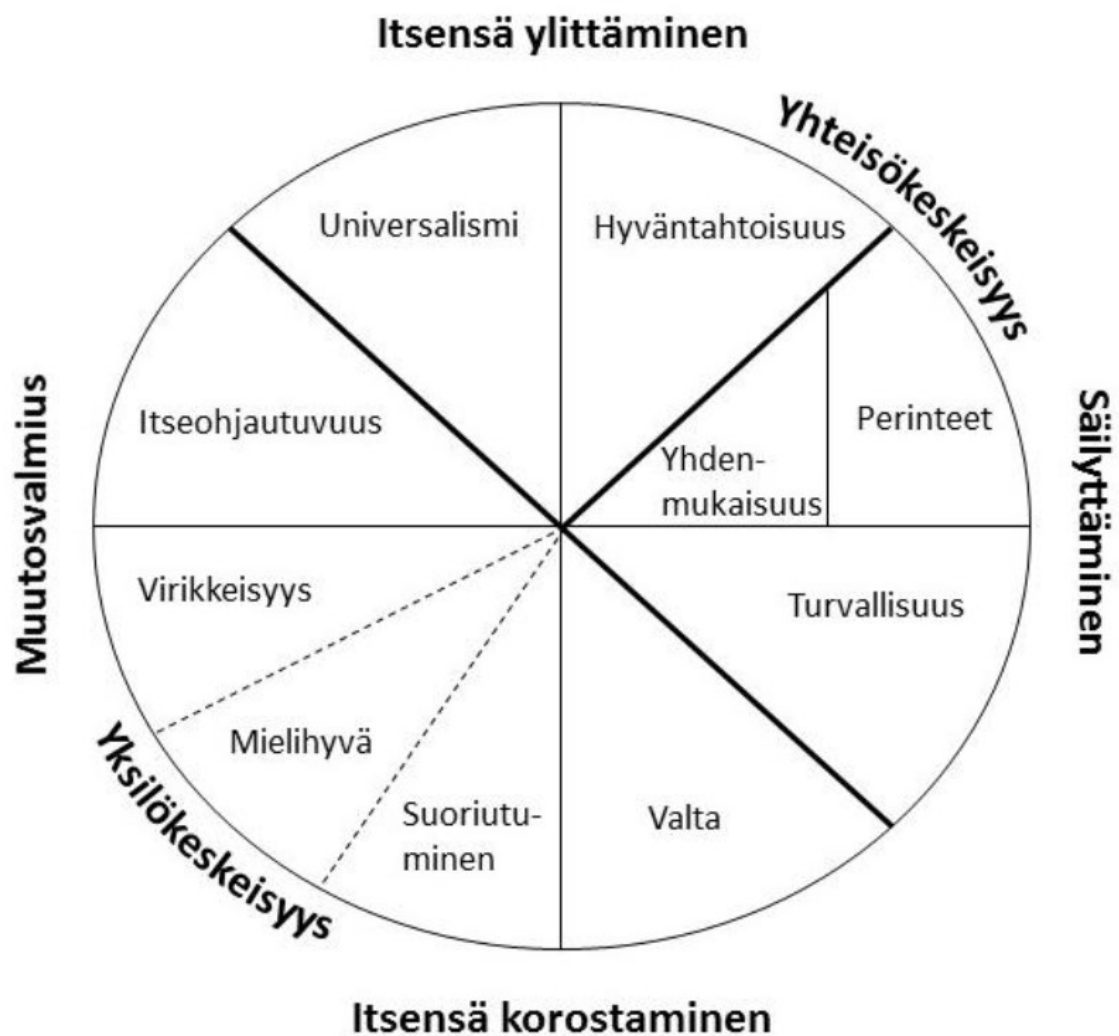 Itsensä ylittäminen
Yhteisökeskeisyys
Universalismi
Hyväntahtoisuus
Muutosvalmius
Itseohjautuvuus
Yhden-
mukaisuus
Perinteet
Säilyttäminen
Virikkeisyys
Turvallisuus
Mielihyvä
Yksilökeskeisyys
Suoriutu-
minen
Valta
Itsensä korostaminen